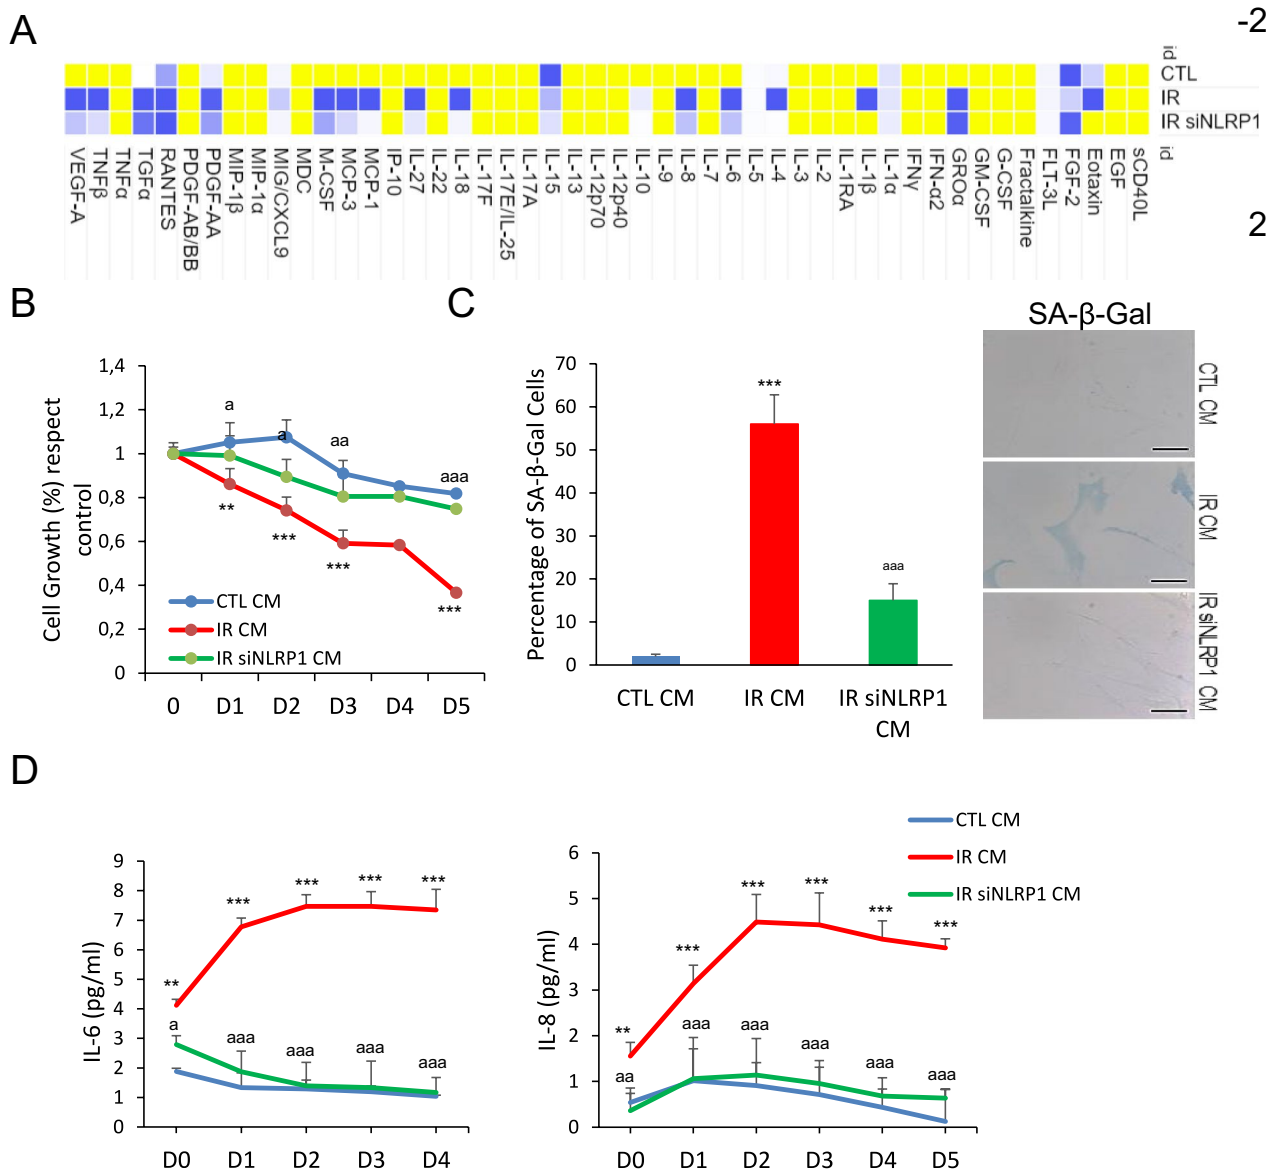 A
-2
id
CTL
IR
IR siNLRP1
id
2
VEGF-A
TNFβ
TNFα
TGFα
RANTES
PDGF-AB/BB
PDGF-AA
MIP-1β
MIP-1α
MIG/CXCL9
MDC
M-CSF
MCP-3
MCP-1
IP-10
IL-27
IL-22
IL-18
IL-17F
IL-17E/IL-25
IL-17A
IL-15
IL-13
IL-12p70
IL-12p40
IL-10
IL-9
IL-8
IL-7
IL-6
IL-5
IL-4
IL-3
IL-2
IL-1RA
IL-1β
IL-1α
IFNγ
IFN-α2
GROα
GM-CSF
G-CSF
Fractalkine
FLT-3L
FGF-2
Eotaxin
EGF
sCD40L
B
Cell Growth (%) respect
control
1,4
1,2
1
0,8
0,6
0,4
0,2
0
a
a
aa
aaa
**
***
***
***
CTL CM
IR CM
IR siNLRP1 CM
0 D1 D2 D3 D4 D5
C
Percentage of SA-β-Gal Cells
70
60
50
40
30
20
10
0
***
aaa
CTL CM IR CM IR siNLRP1
CM
SA-β-Gal
CTL CM
IR CM
IR siNLRP1 CM
D
IL-6 (pg/ml)
9
8
7
6
5
4
3
2
1
0
** *** *** *** ***
a aaa aaa aaa aaa
D0 D1 D2 D3 D4
IL-8 (pg/ml)
6
5
4
3
2
1
0
** *** *** *** *** ***
aa aaa aaa aaa aaa aaa
D0 D1 D2 D3 D4 D5
CTL CM
IR CM
IR siNLRP1 CM